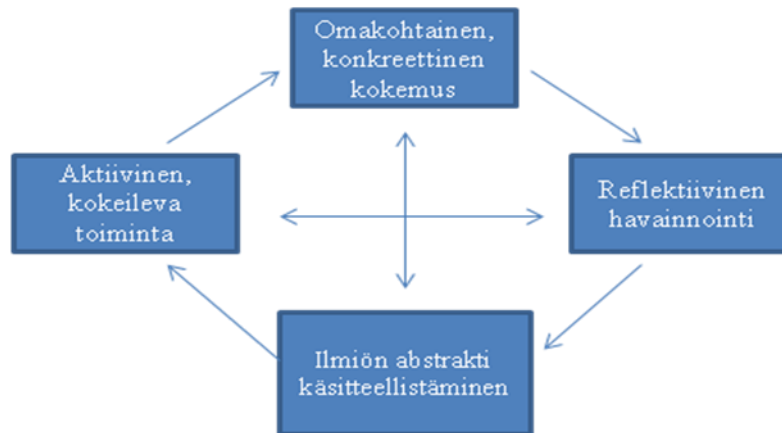 Omakohtainen,
konkreettinen
kokemus
Aktiivinen,
kokeileva
toiminta
Reflektiivinen
havainnointi
Ilmiön abstrakti
käsitteellistäminen